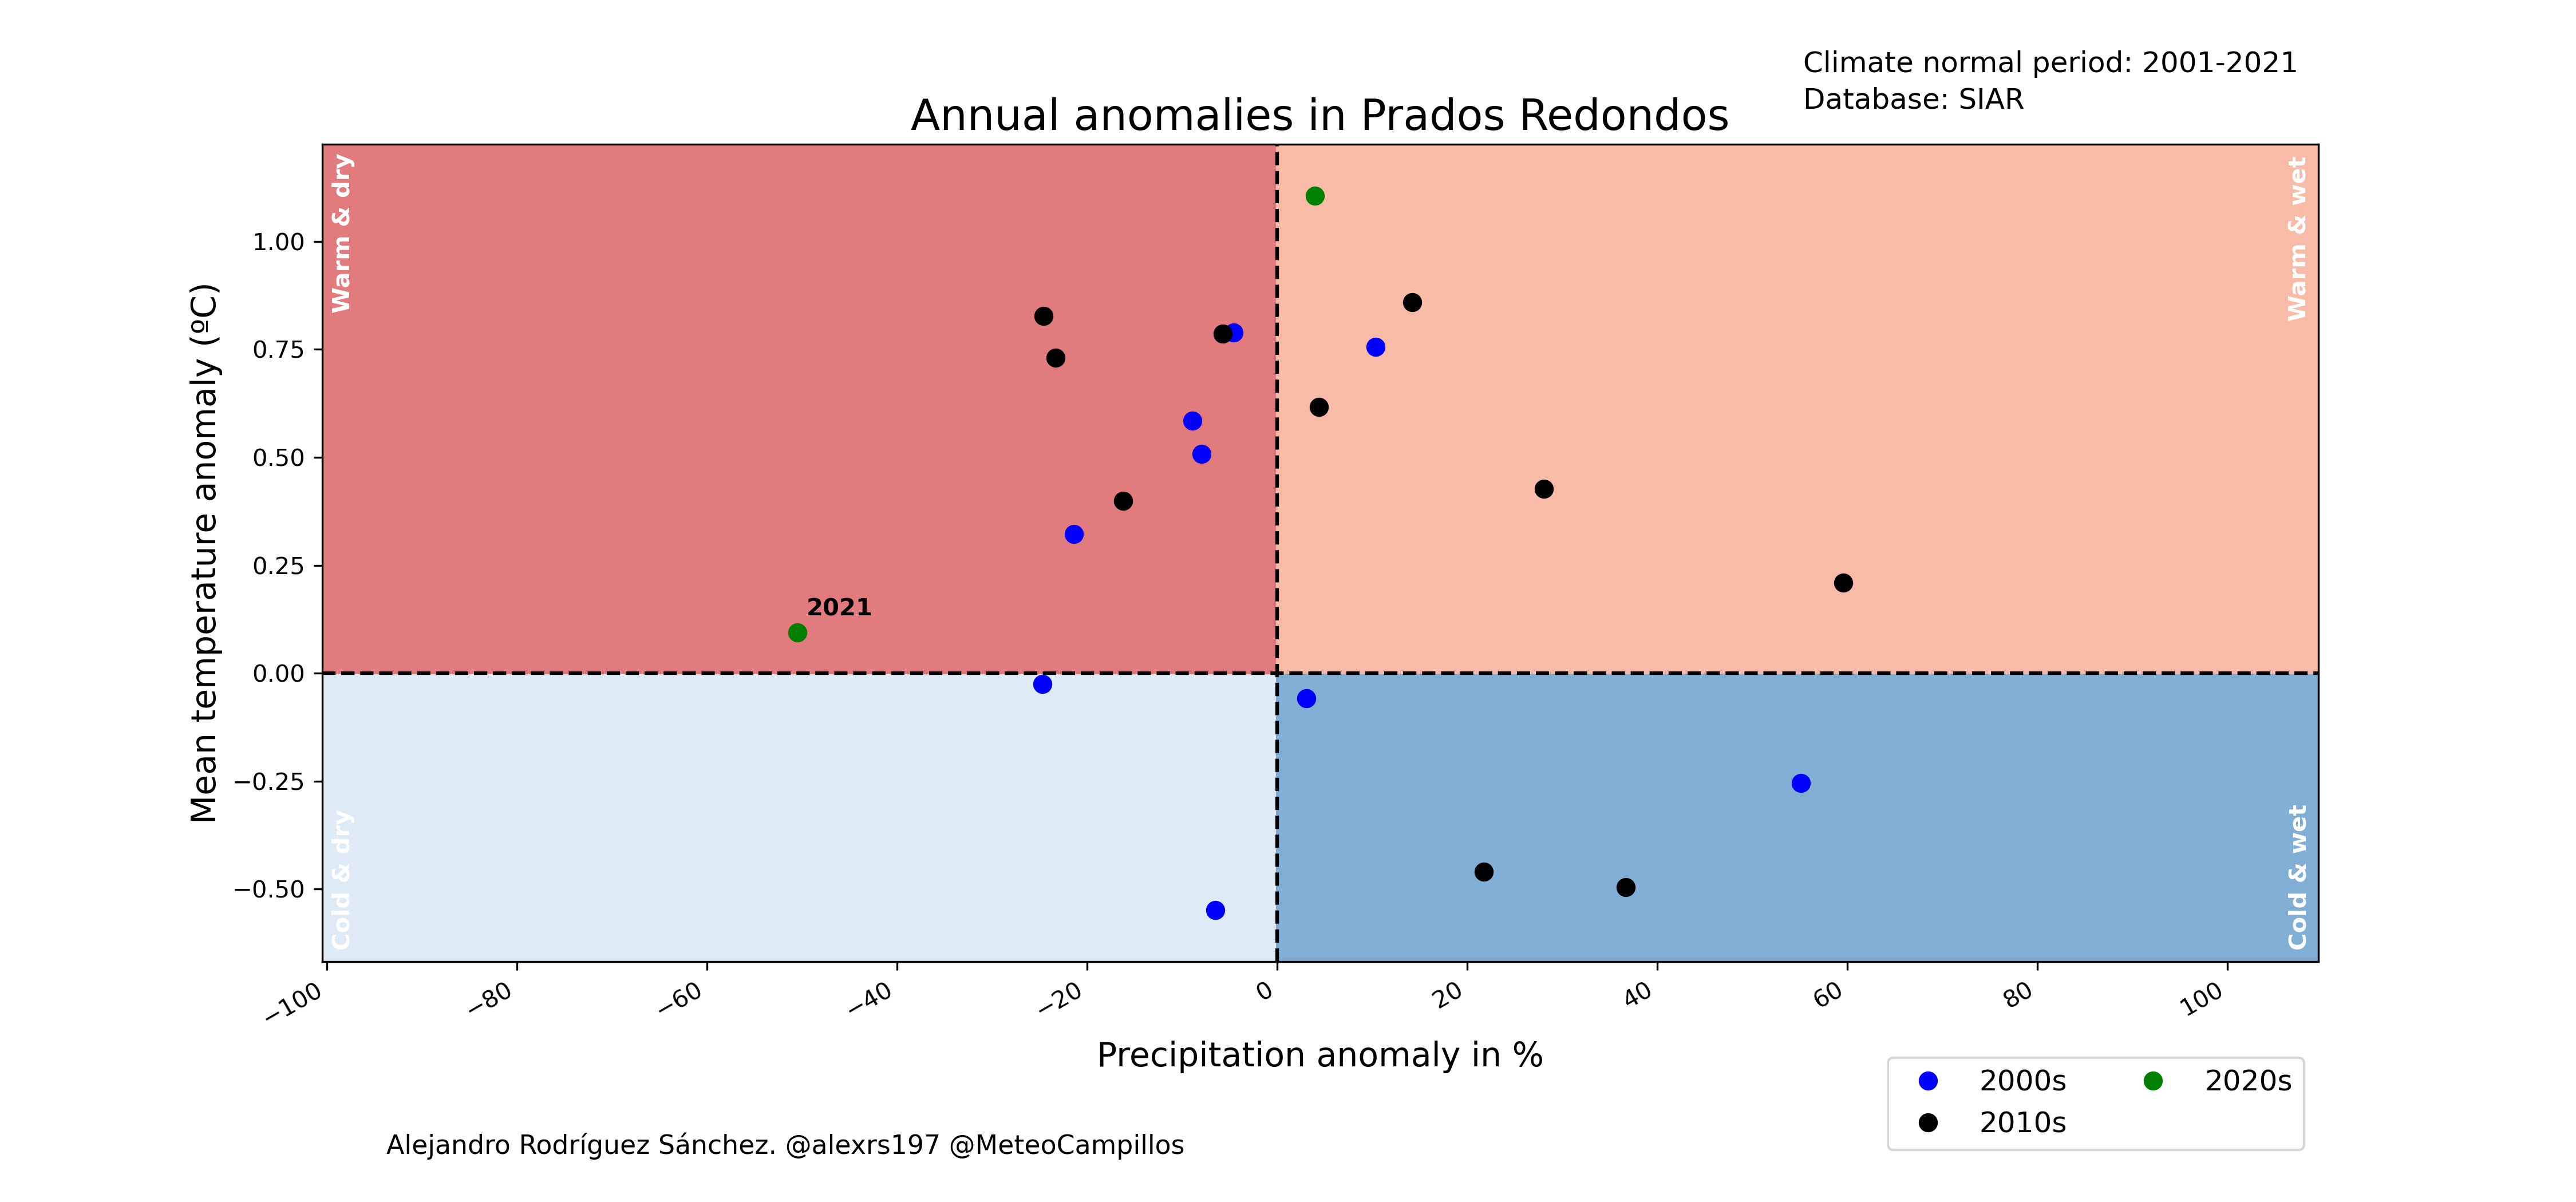 Climate normal period: 2001-2021
Database: SIAR
Annual anomalies in Prados Redondos
Warm & dry
Warm & wet
Mean temperature anomaly (ºC)
1.00
0.75
0.50
0.25
0.00
−0.25
−0.50
2021
Cold & dry
Cold & wet
−100
−80
−60
−40
−20
0
20
40
60
80
100
Precipitation anomaly in %
2000s
2020s
2010s
Alejandro Rodríguez Sánchez. @alexrs197 @MeteoCampillos